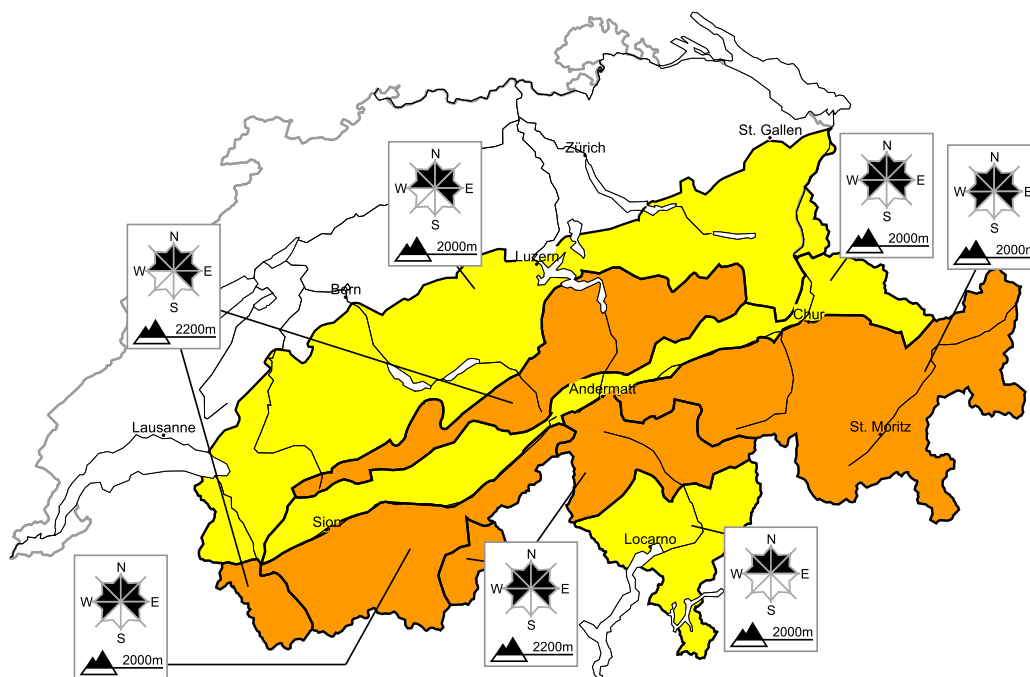 St. Gallen
Zürich
N
W E
S
2000m
N
W E
S
2000m
N
W E
S
2000m
Luzern
N
W E
S
2200m
Bern
Chur
Andermatt
Lausanne
St. Moritz
Sion
Locarno
N
W E
S
2000m
N
W E
S
2200m
N
W E
S
2000m